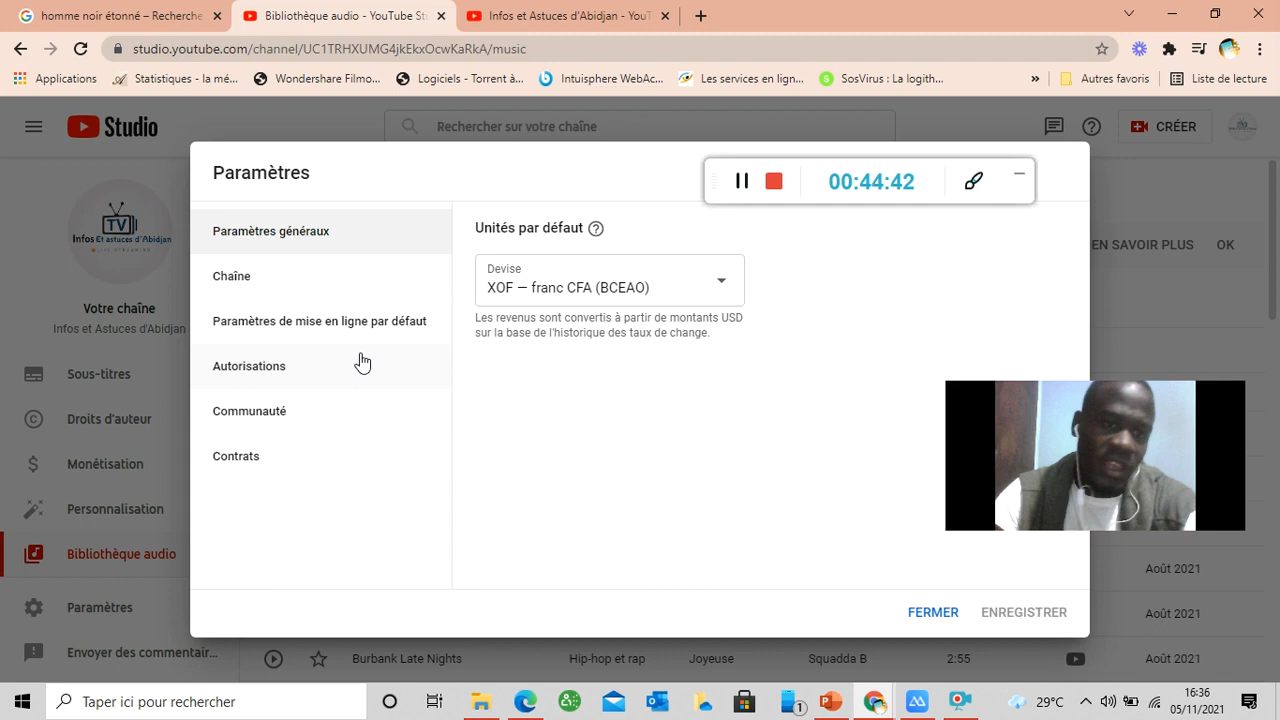 homme noir étonné - Recherche
Bibliothèque audio - YouTube St
Infos et Astuces d'Abidjan - YouT
studio.youtube.com/channel/UC1TRHXUMG4jkEkxOcwKaRkA/music
Applications
Statistiques - la mé...
Wondershare Filmo...
Logiciels - Torrent à...
Intuisphere WebAc...
Les services en lign...
SosVirus : La logith...
»
Autres favoris
Liste de lecture
Studio
Rechercher sur votre chaîne
CRÉER
Paramètres
00:44:42
TV
Infos Et astuces d'Abidjan
Votre chaîne
Infos et Astuces d'Abidjan
Sous-titres
Droits d'auteur
Monétisation
Personnalisation
Bibliothèque audio
Paramètres
Envoyer des commentair...
Paramètres généraux
Chaîne
Paramètres de mise en ligne par défaut
Autorisations
Communauté
Contrats
Unités par défaut
Devise
XOF — franc CFA (BCEAO)
Les revenus sont convertis à partir de montants USD
sur la base de l'historique des taux de change.
EN SAVOIR PLUS OK
FERMER ENREGISTRER
Août 2021
Août 2021
Burbank Late Nights Hip-hop et rap Joyeuse Squadda B 2:55 Août 2021
Taper ici pour rechercher
1
29°C
16:36
05/11/2021